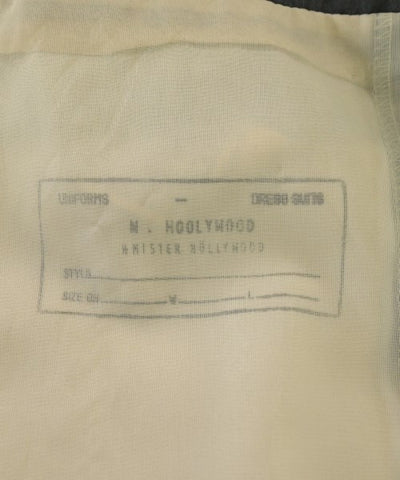 UNIFORMS — DRESS SUITS
N . HOOLYWOOD
MISTER HOLLYWOOD
STYLE
SIZE W L